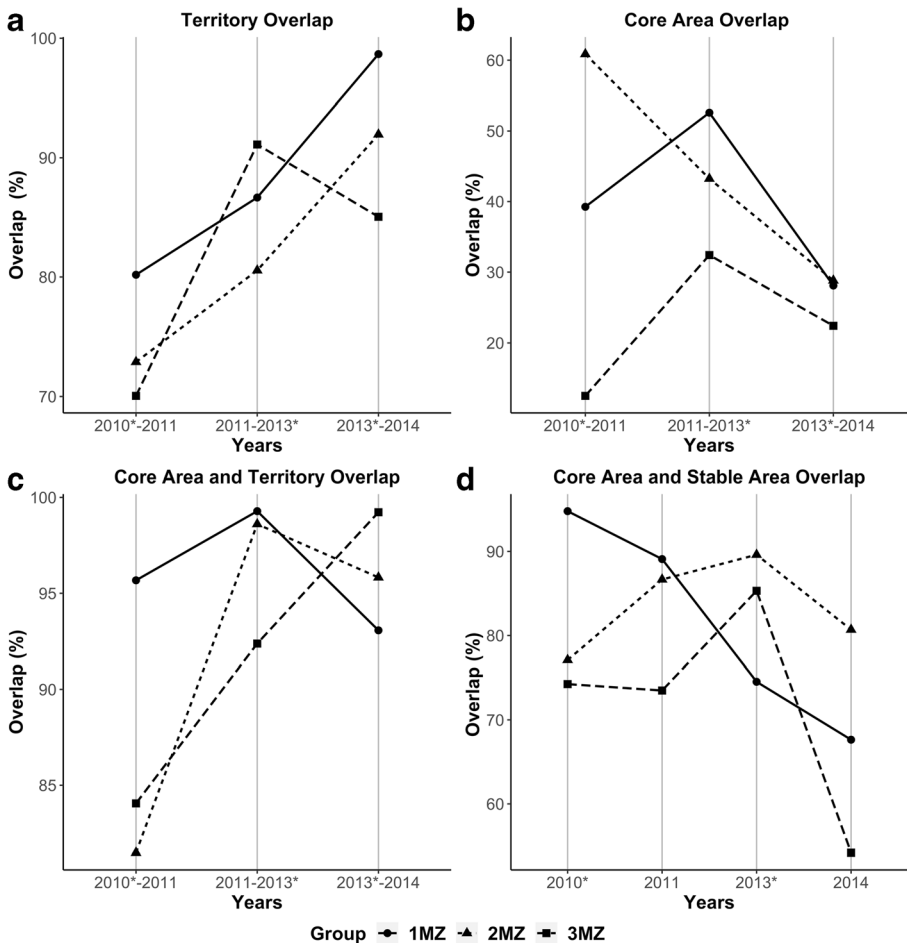 a Territory Overlap
Overlap (%)
100
90
80
70
2010*-2011 2011-2013* 2013*-2014
Years
b Core Area Overlap
Overlap (%)
60
50
40
30
20
2010*-2011 2011-2013* 2013*-2014
Years
c Core Area and Territory Overlap
Overlap (%)
100
95
90
85
2010*-2011 2011-2013* 2013*-2014
Years
d Core Area and Stable Area Overlap
Overlap (%)
90
80
70
60
2010* 2011 2013* 2014
Years
Group 1MZ 2MZ 3MZ